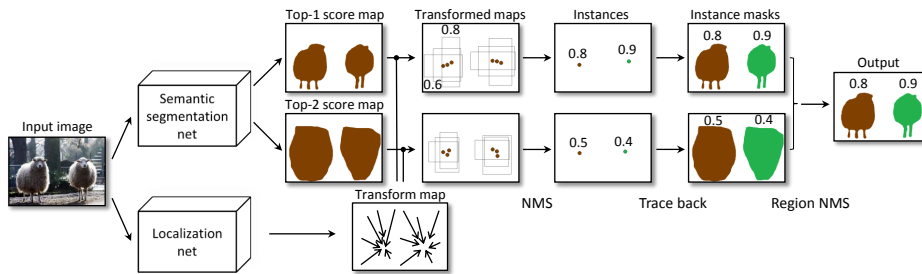 Top-1 score map
Transformed maps
Instances
Instance masks
0.8
0.6
0.8
0.9
0.8
0.9
Output
0.8
0.9
Semantic
segmentation
net
Top-2 score map
Input image
0.5
0.4
0.5
0.4
Transform map
NMS
Trace back
Region NMS
Localization
net